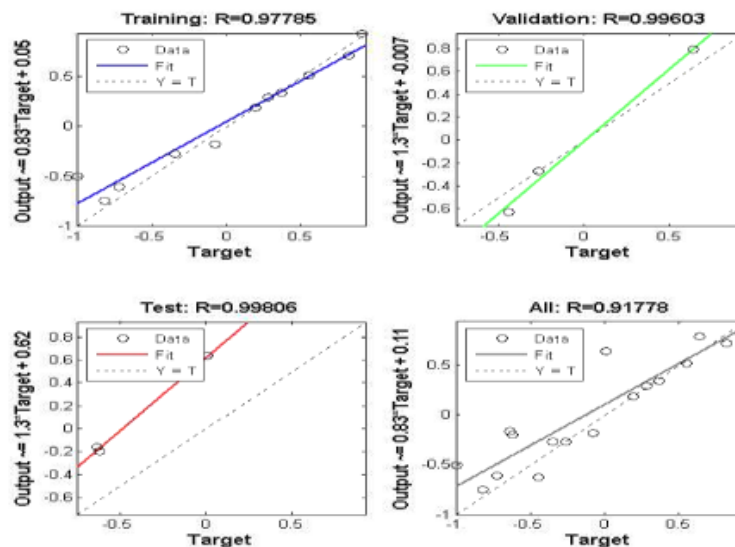 Training: R=0.97785
Output ~= 0.83*Target + 0.05
Data
Fit
Y = T
0.5
0
-0.5
-1
-1
-0.5
0
0.5
Target
Validation: R=0.99603
Output ~= 1.3*Target + -0.007
Data
Fit
Y = T
0.8
0.6
0.4
0.2
0
-0.2
-0.4
-0.6
-0.5
0
0.5
Target
Test: R=0.99806
Output ~= 1.3*Target + 0.62
Data
Fit
Y = T
0.8
0.6
0.4
0.2
0
-0.2
-0.4
-0.6
-0.5
0
0.5
Target
All: R=0.91778
Output ~= 0.83*Target + 0.11
Data
Fit
Y = T
0.5
0
-0.5
-1
-1
-0.5
0
0.5
Target